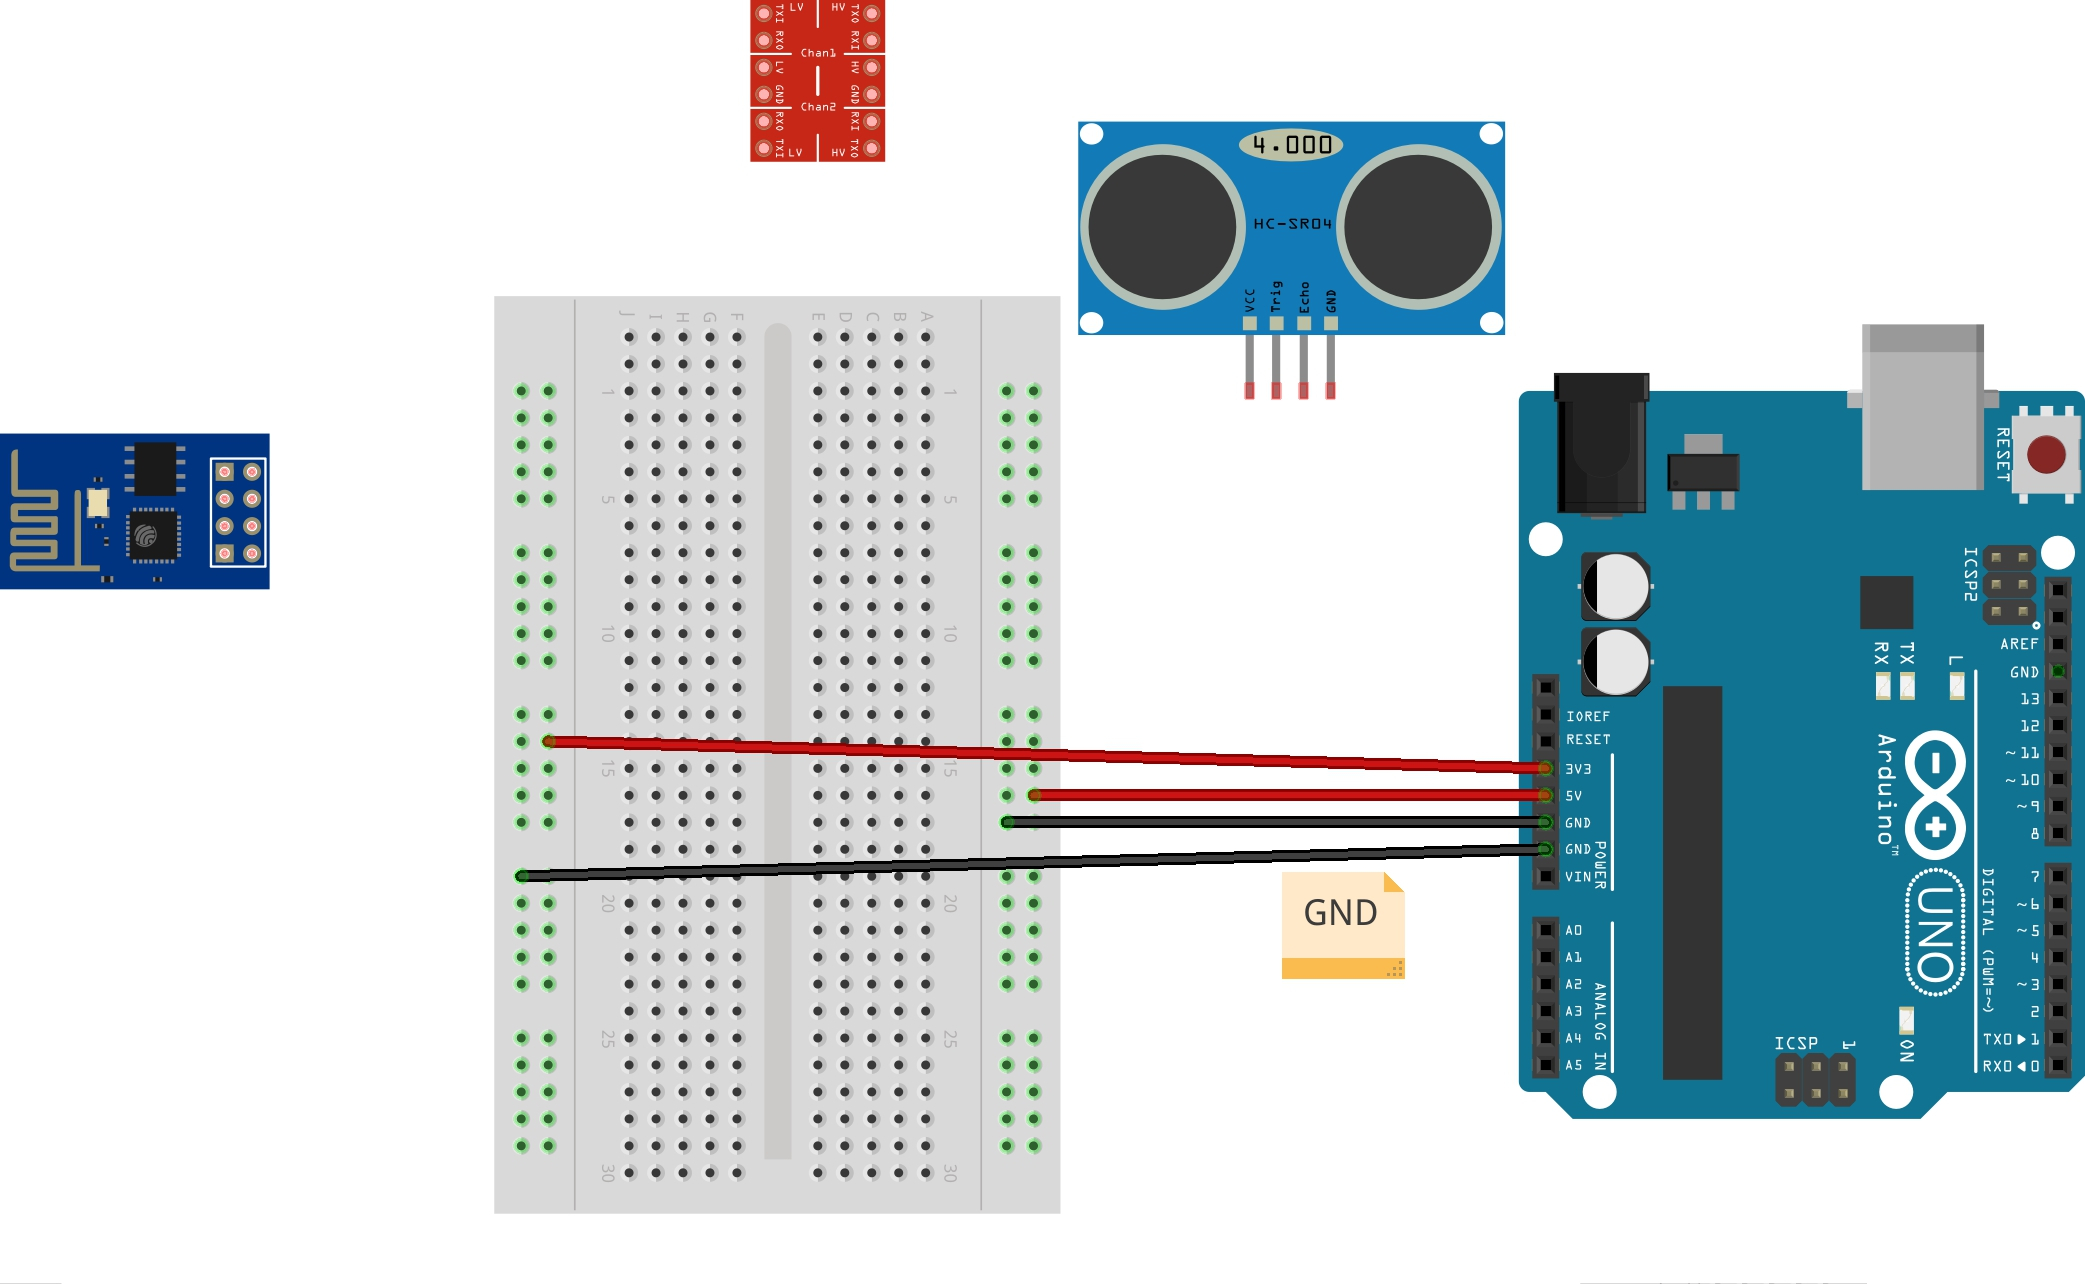 TXI LV HV TXO
RXO RXI
Chan1
LV HV
GND GND
Chan2
RXO RXI
TXI LV HV TXO
4.000
HC-SR04
VCC Trig Echo GND
J I H G F E D C B A
1 1
5 5
10 10
15 15
20 20
25 25
30 30
GND
RESET
ICSP2
AREF
GND
13
12
~11
~10
~9
8
7
~6
~5
4
~3
2
TXO▶1
RXO◀0
DIGITAL (PWM=~)
RX TX L
Arduino™
UNO
ON
ICSP 1
IOREF
RESET
3V3
5V
GND
GND
VIN
POWER
A0
A1
A2
A3
A4
A5
ANALOG IN